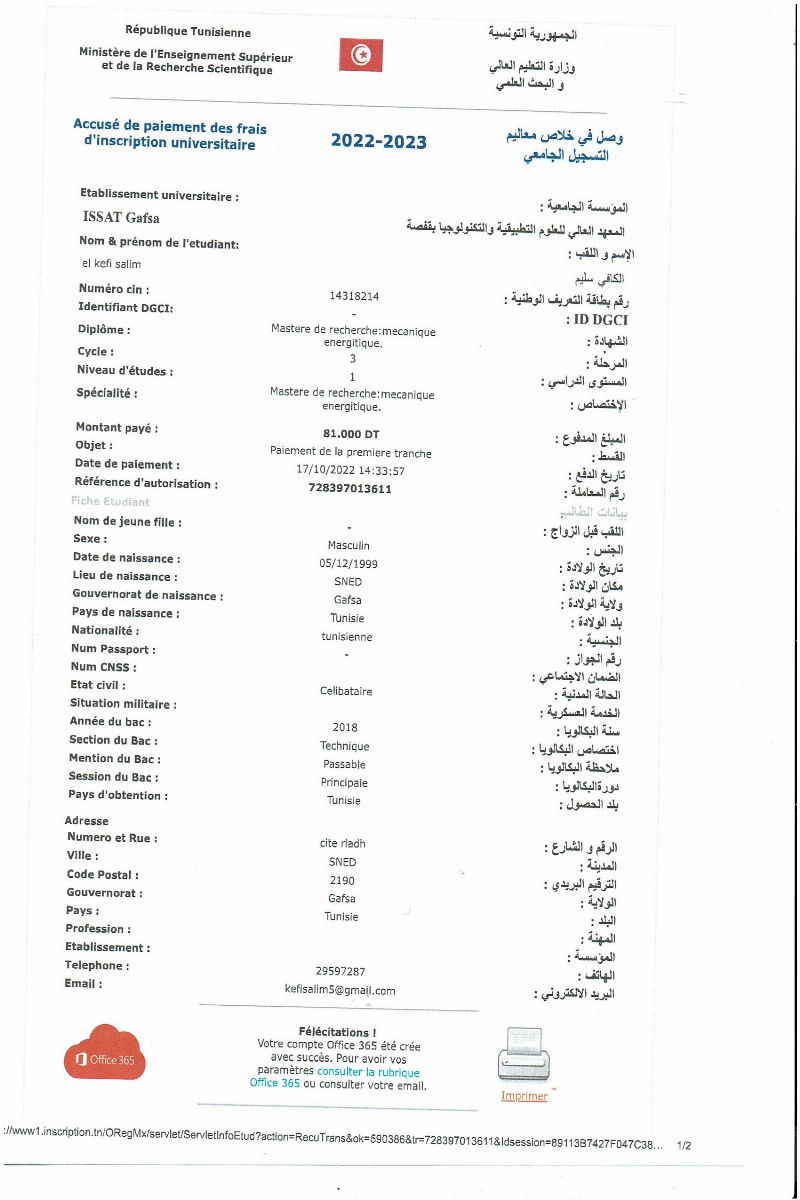 République Tunisienne
الجمهورية التونسية
Ministère de l'Enseignement Supérieur
et de la Recherche Scientifique
وزارة التعليم العالي
و البحث العلمي
Accusé de paiement des frais
d'inscription universitaire
2022-2023
وصل في خلاص معاليم
التسجيل الجامعي
Etablissement universitaire :
المؤسسة الجامعية :
ISSAT Gafsa
المعهد العالي للعلوم التطبيقية والتكنولوجيا بقفصة
Nom & prénom de l'etudiant:
الإسم و اللقب :
el kefi salim
الكافي سليم
Numéro cin :
14318214
رقم بطاقة التعريف الوطنية :
Identifiant DGCI:
-
ID DGCI :
Diplôme :
Mastere de recherche:mecanique
energitique.
الشهادة :
Cycle :
3
المرحلة :
Niveau d'études :
1
المستوى الدراسي :
Spécialité :
Mastere de recherche:mecanique
energitique.
الإختصاص :
Montant payé :
81.000 DT
المبلغ المدفوع :
Objet :
Paiement de la premiere tranche
القسط :
Date de paiement :
17/10/2022 14:33:57
تاريخ الدفع :
Référence d'autorisation :
728397013611
رقم المعاملة :
Fiche Etudiant
بيانات الطالب
Nom de jeune fille :
-
اللقب قبل الزواج :
Sexe :
Masculin
الجنس :
Date de naissance :
05/12/1999
تاريخ الولادة :
Lieu de naissance :
SNED
مكان الولادة :
Gouvernorat de naissance :
Gafsa
ولاية الولادة :
Pays de naissance :
Tunisie
بلد الولادة :
Nationalité :
tunisienne
الجنسية :
Num Passport :
-
رقم الجواز :
Num CNSS :
الضمان الاجتماعي :
Etat civil :
Celibataire
الحالة المدنية :
Situation militaire :
الخدمة العسكرية :
Année du bac :
2018
سنة البكالويا :
Section du Bac :
Technique
اختصاص البكالويا :
Mention du Bac :
Passable
ملاحظة البكالويا :
Session du Bac :
Principale
دورةالبكالويا :
Pays d'obtention :
Tunisie
بلد الحصول :
Adresse
Numero et Rue :
cite riadh
الرقم و الشارع :
Ville :
SNED
المدينة :
Code Postal :
2190
الترقيم البريدي :
Gouvernorat :
Gafsa
الولاية :
Pays :
Tunisie
البلد :
Profession :
المهنة :
Etablissement :
المؤسسة :
Telephone :
29597287
الهاتف :
Email :
kefisalim5@gmail.com
البريد الالكتروني :
Office 365
Félécitations !
Votre compte Office 365 été crée
avec succès. Pour avoir vos
paramètres consulter la rubrique
Office 365 ou consulter votre email.
Imprimer
://www1.inscription.tn/ORegMx/servlet/ServletInfoEtud?action=RecuTrans&ok=590386&tr=728397013611&Idsession=89113B7427F047C38...
1/2